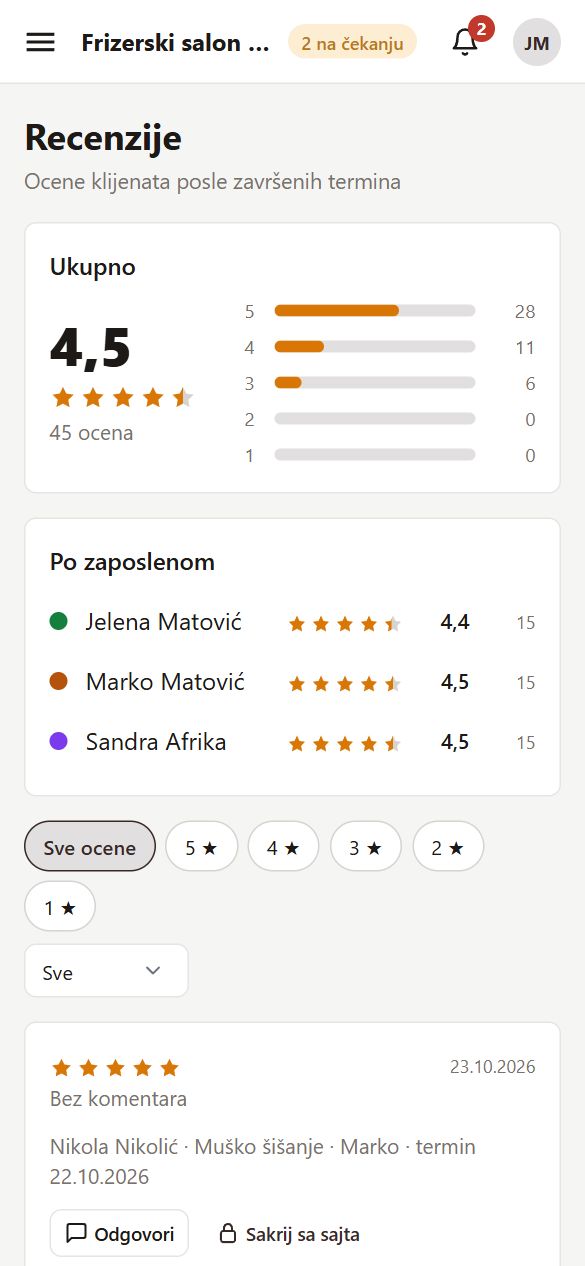 Frizerski salon ...
2 na čekanju
2
JM
Recenzije
Ocene klijenata posle završenih termina
Ukupno
4,5
45 ocena
5 28
4 11
3 6
2 0
1 0
Po zaposlenom
Jelena Matović 4,4 15
Marko Matović 4,5 15
Sandra Afrika 4,5 15
Sve ocene
5 ★
4 ★
3 ★
2 ★
1 ★
Sve
23.10.2026
Bez komentara
Nikola Nikolić · Muško šišanje · Marko · termin
22.10.2026
Odgovori
Sakrij sa sajta